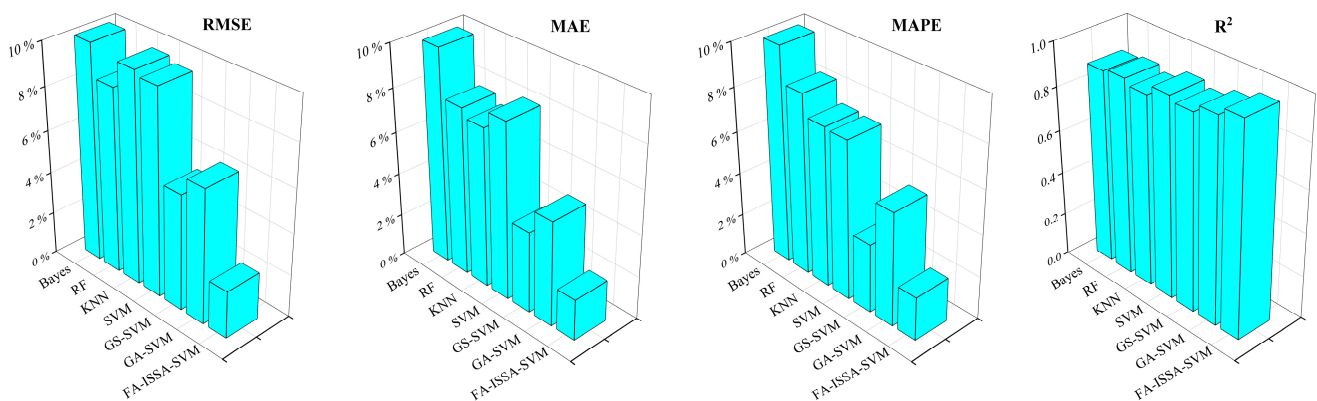 RMSE
10 %
8 %
6 %
4 %
2 %
0 %
Bayes
RF
KNN
SVM
GS-SVM
GA-SVM
FA-ISSA-SVM
MAE
10 %
8 %
6 %
4 %
2 %
0 %
Bayes
RF
KNN
SVM
GS-SVM
GA-SVM
FA-ISSA-SVM
MAPE
10 %
8 %
6 %
4 %
2 %
0 %
Bayes
RF
KNN
SVM
GS-SVM
GA-SVM
FA-ISSA-SVM
R²
1.0
0.8
0.6
0.4
0.2
0.0
Bayes
RF
KNN
SVM
GS-SVM
GA-SVM
FA-ISSA-SVM